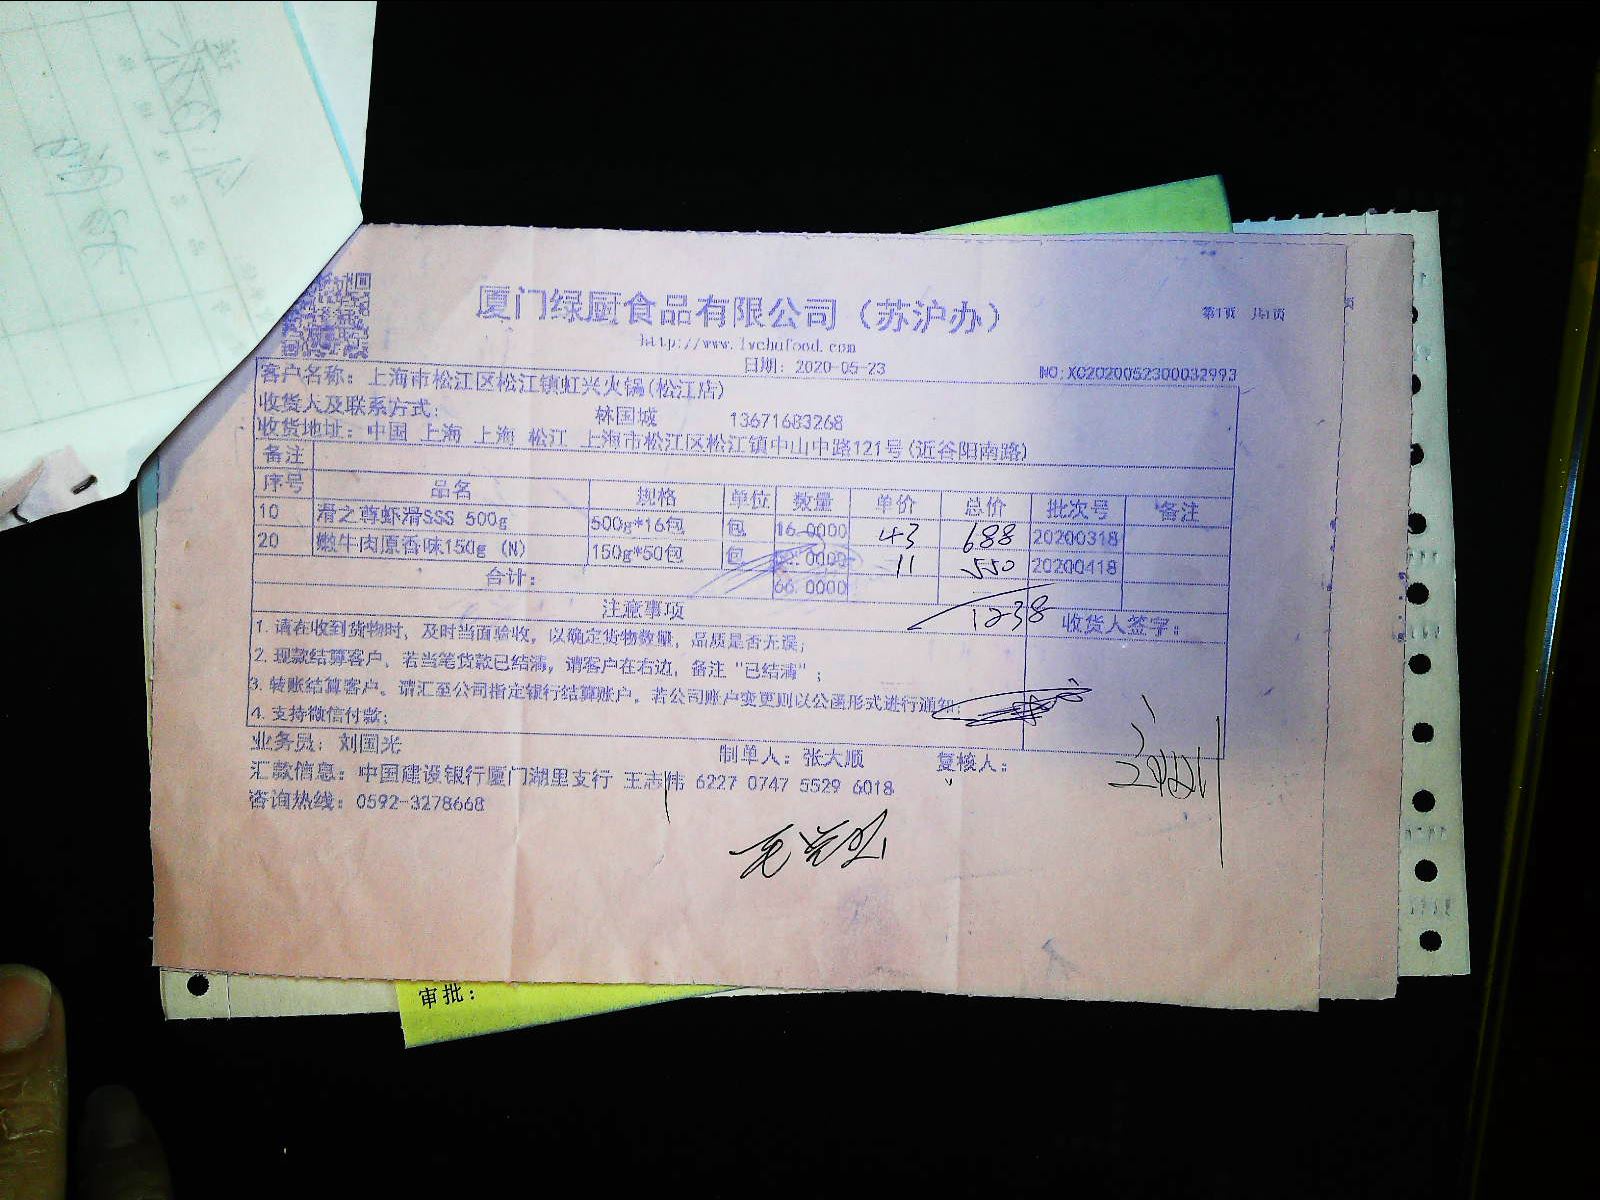 厦门绿厨食品有限公司（苏沪办）
第1页 共1页
http://www.lvchufood.com
日期：2020-05-23
NO:XC2020052300032993
客户名称：上海市松江区松江镇虹兴火锅(松江店)
收货人及联系方式： 林国城 13671683268
收货地址：中国 上海 上海 松江 上海市松江区松江镇中山中路121号(近谷阳南路)
备注
序号 品名 规格 单位 数量 单价 总价 批次号 备注
10 滑之尊虾滑SSS 500g 500g*16包 包 16.0000 43 688 20200318
20 嫩牛肉原香味150g (N) 150g*50包 包 .0000 11 550 20200418
合计： 66.0000
1238
注意事项
收货人签字：
1. 请在收到货物时，及时当面验收，以确定货物数量，品质是否无误；
2. 现款结算客户，若当笔货款已结清，请客户在右边，备注“已结清”；
3. 转账结算客户。请汇至公司指定银行结算账户。若公司账户变更则以公函形式进行通知；
4. 支持微信付款；
业务员：刘国光 制单人：张大顺 复核人：
汇款信息：中国建设银行厦门湖里支行 王志伟 6227 0747 5529 6018
咨询热线：0592-3278668
审批：